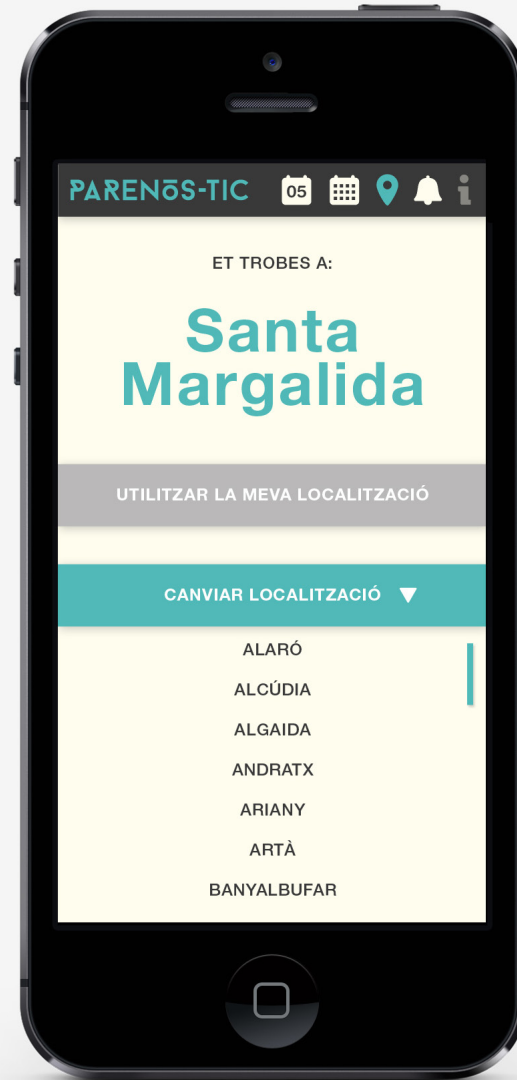 PARENŌS-TIC 05
ET TROBES A:
Santa
Margalida
UTILITZAR LA MEVA LOCALITZACIÓ
CANVIAR LOCALITZACIÓ
ALARÓ
ALCÚDIA
ALGAIDA
ANDRATX
ARIANY
ARTÀ
BANYALBUFAR